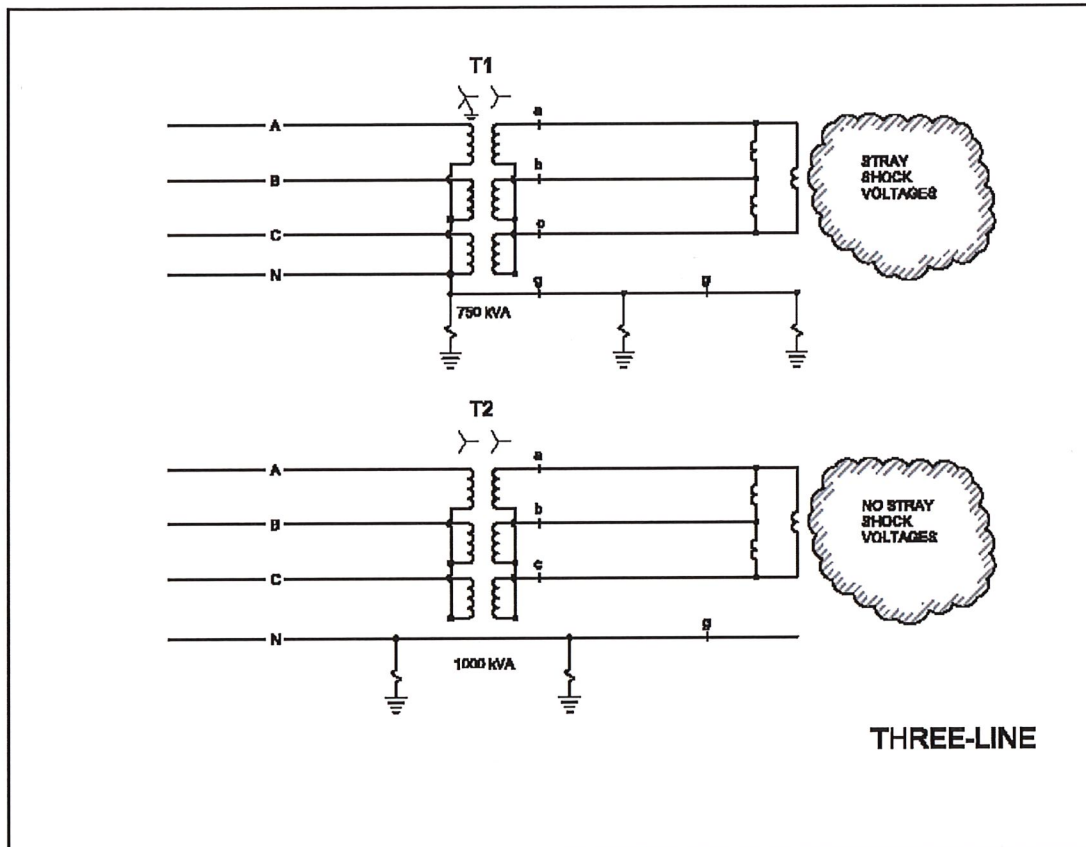 T1
A
a
B
b
C
c
N
g
g
750 kVA
STRAY
SHOCK
VOLTAGES
T2
A
a
B
b
C
c
N
g
1000 kVA
NO STRAY
SHOCK
VOLTAGES
THREE-LINE